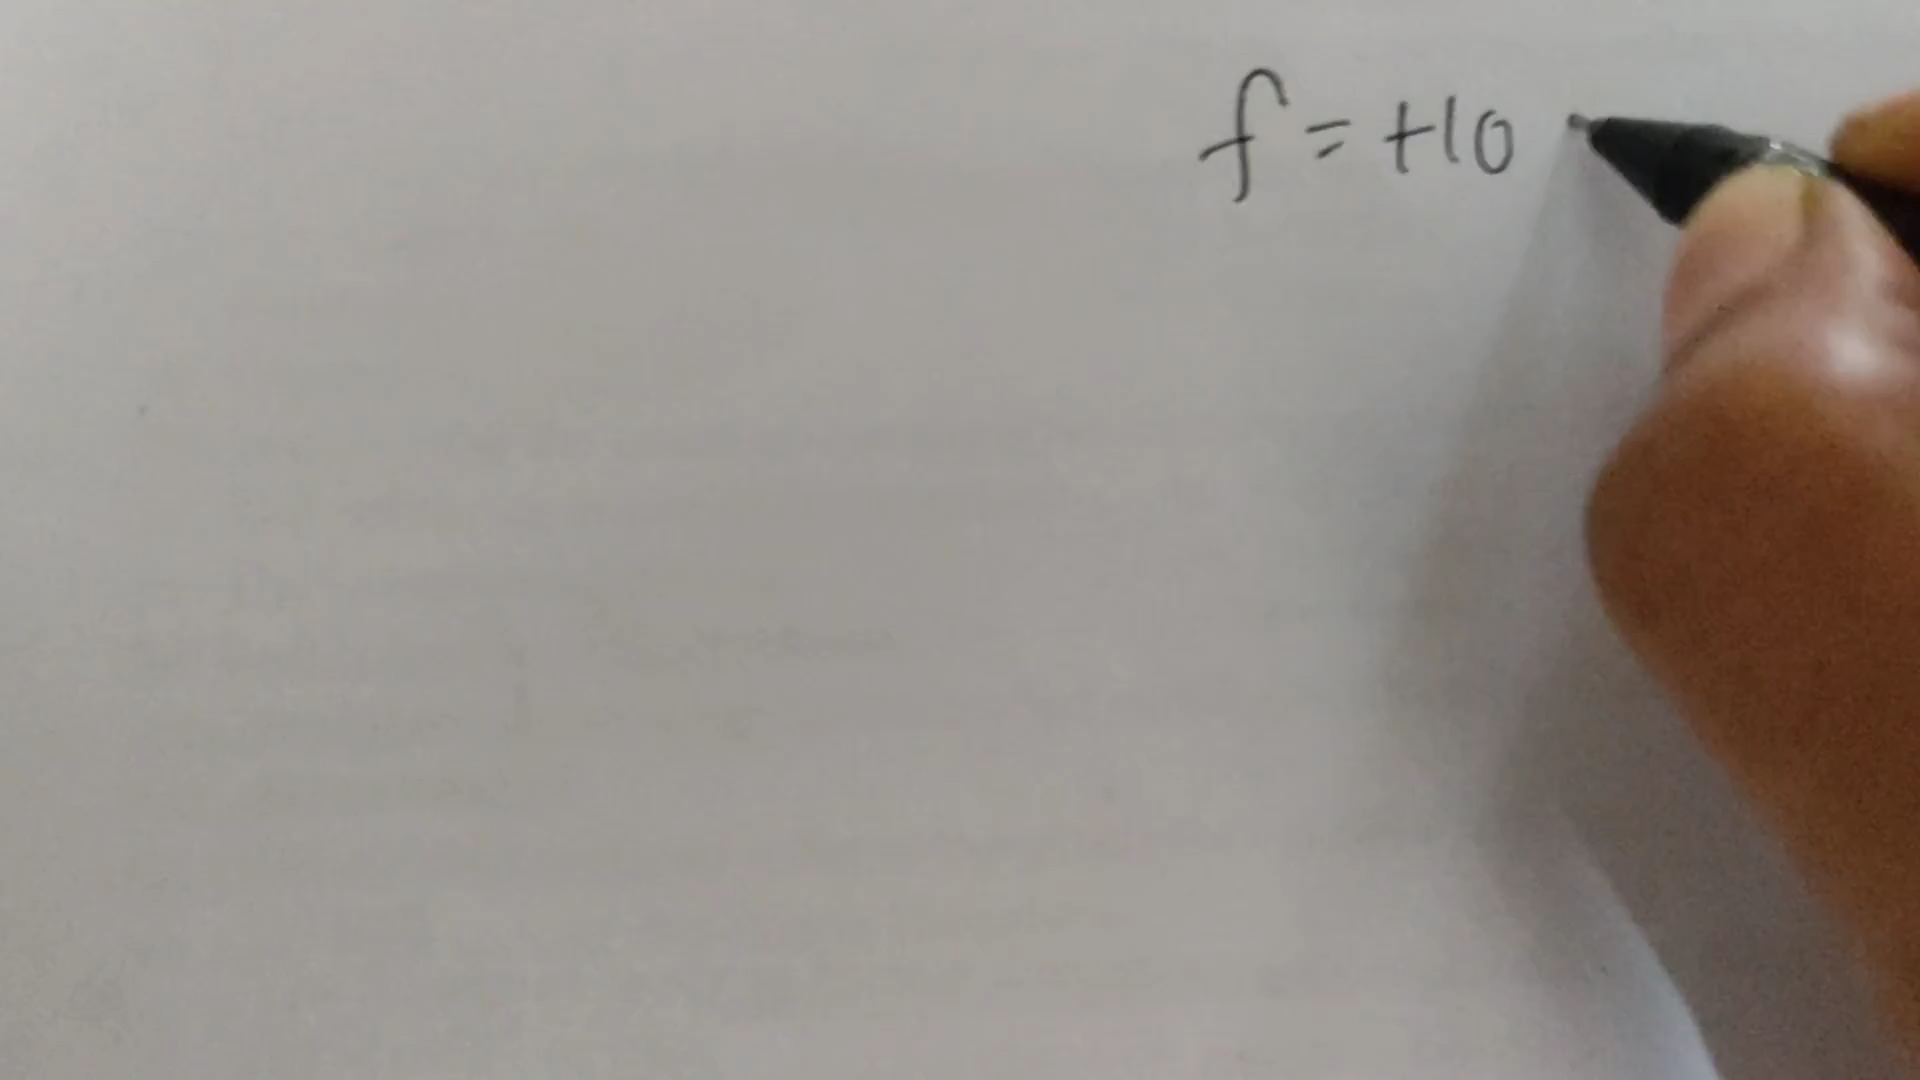 f = +10